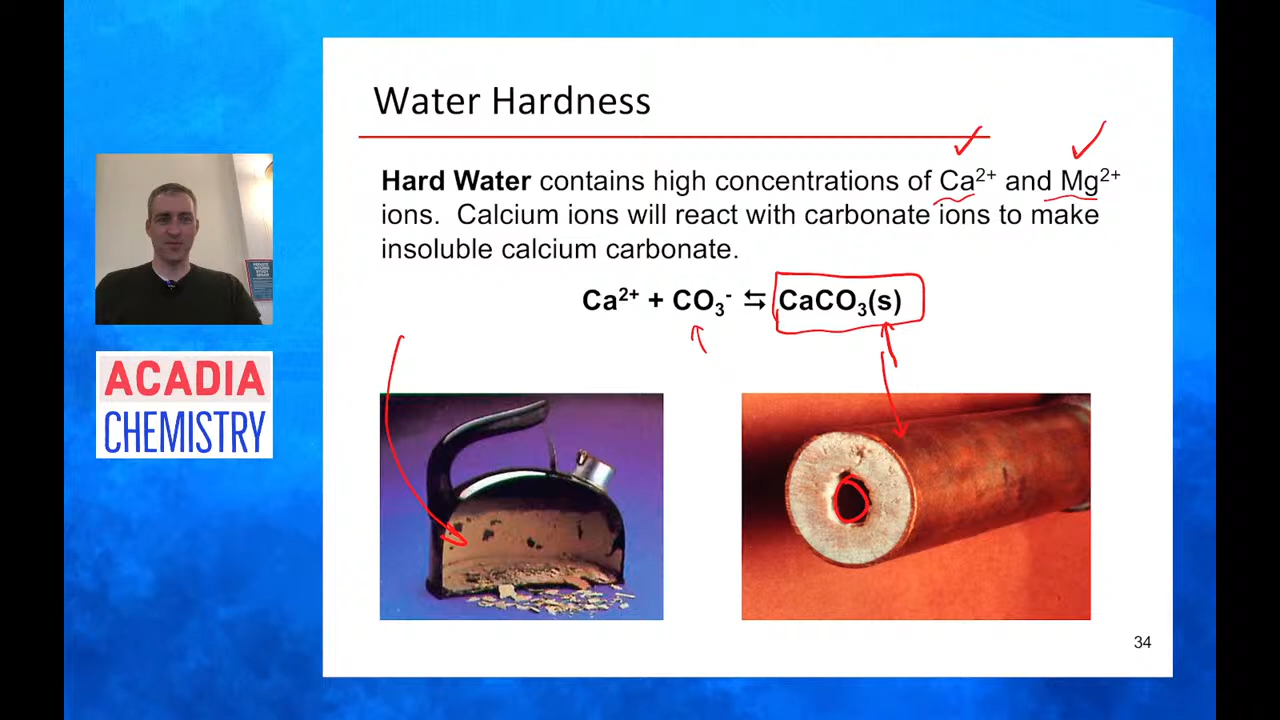 Water Hardness
Hard Water contains high concentrations of Ca²⁺ and Mg²⁺
ions. Calcium ions will react with carbonate ions to make
insoluble calcium carbonate.
Ca²⁺ + CO₃⁻ ⇆ CaCO₃(s)
ACADIA
CHEMISTRY
34